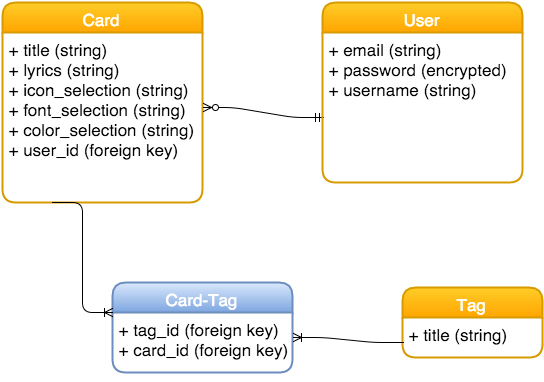 Card
+ title (string)
+ lyrics (string)
+ icon_selection (string)
+ font_selection (string)
+ color_selection (string)
+ user_id (foreign key)
User
+ email (string)
+ password (encrypted)
+ username (string)
Card-Tag
+ tag_id (foreign key)
+ card_id (foreign key)
Tag
+ title (string)